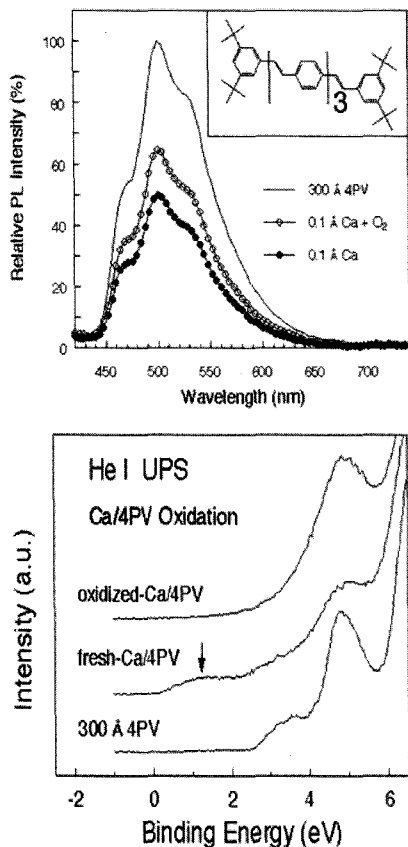 Relative PL Intensity (%)
100
80
60
40
20
0
3
300 Å 4PV
0.1 Å Ca + O₂
0.1 Å Ca
450 500 550 600 650 700
Wavelength (nm)
He I UPS
Ca/4PV Oxidation
oxidized-Ca/4PV
fresh-Ca/4PV
300 Å 4PV
Intensity (a.u.)
-2 0 2 4 6
Binding Energy (eV)